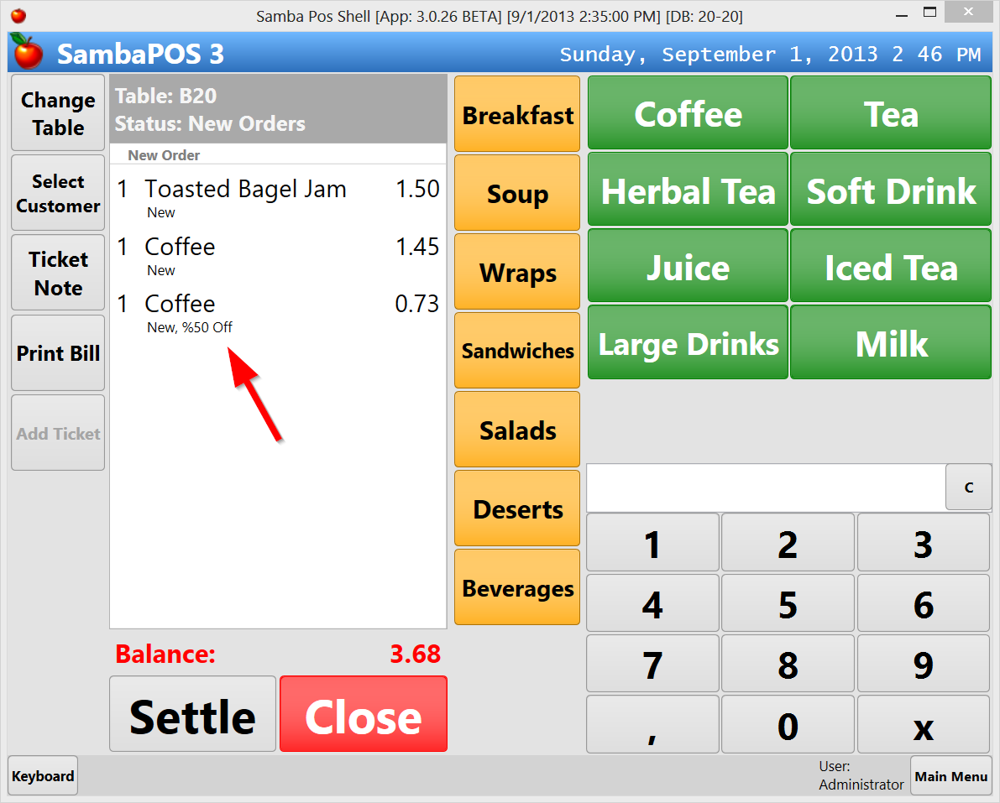 Samba Pos Shell [App: 3.0.26 BETA] [9/1/2013 2:35:00 PM] [DB: 20-20]
SambaPOS 3
Sunday, September 1, 2013 2 46 PM
Change
Table
Select
Customer
Ticket
Note
Print Bill
Add Ticket
Table: B20
Status: New Orders
New Order
1 Toasted Bagel Jam 1.50
New
1 Coffee 1.45
New
1 Coffee 0.73
New, %50 Off
Balance: 3.68
Settle
Close
Breakfast
Soup
Wraps
Sandwiches
Salads
Deserts
Beverages
Coffee
Tea
Herbal Tea
Soft Drink
Juice
Iced Tea
Large Drinks
Milk
C
1 2 3
4 5 6
7 8 9
, 0 x
Keyboard
User:
Administrator
Main Menu